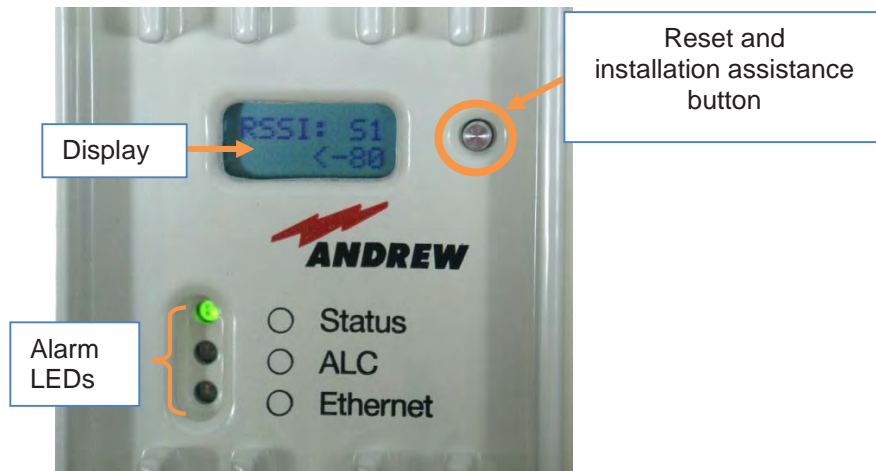 Reset and
installation assistance
button
Display
RSSI: S1
<-80
ANDREW
Alarm
LEDs
Status
ALC
Ethernet